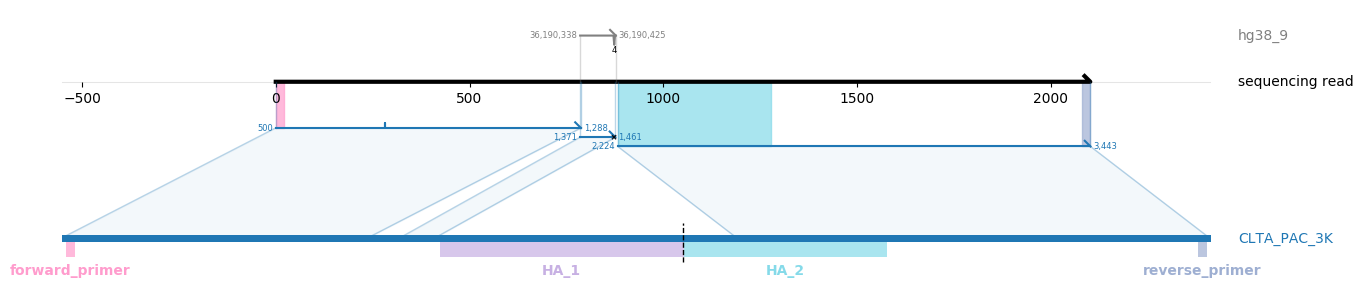 36,190,338 36,190,425 hg38_9
4
sequencing read
−500 0 500 1000 1500 2000
500 1,288
1,371 1,461
2,224 3,443
CLTA_PAC_3K
forward_primer HA_1 HA_2 reverse_primer